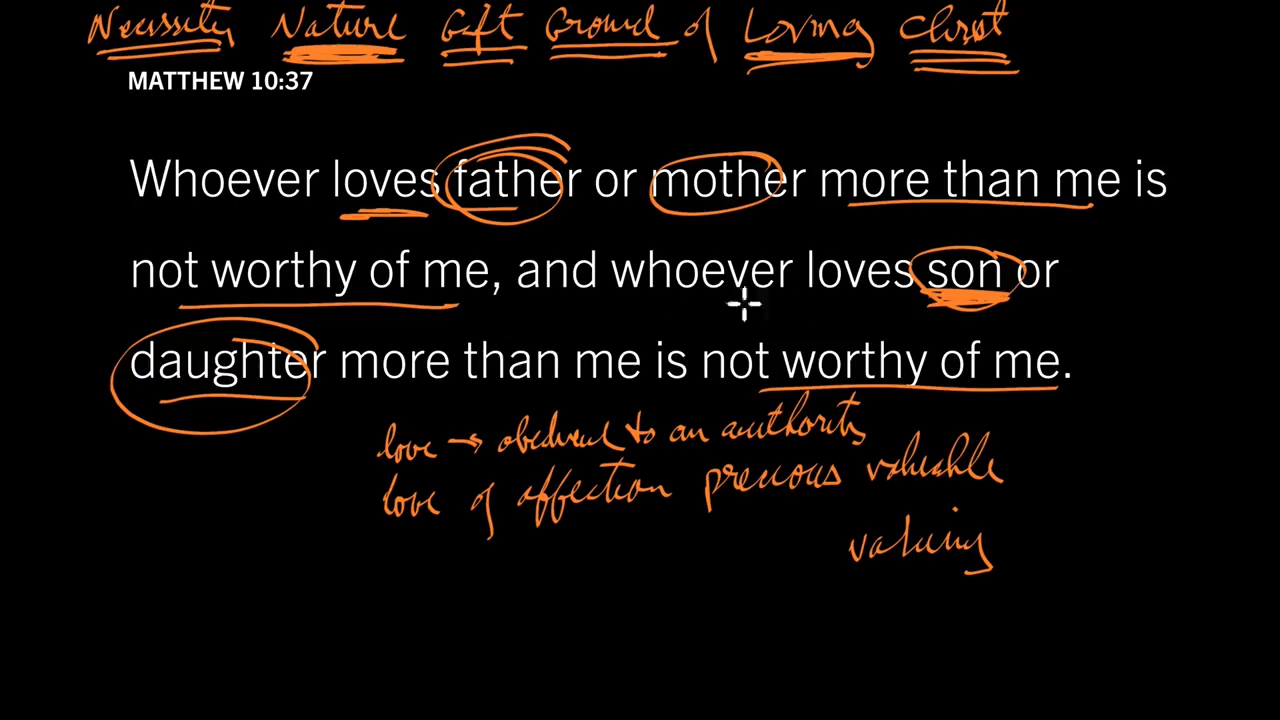 Necessity Nature Gift Ground of Loving Christ
MATTHEW 10:37
Whoever loves father or mother more than me is
not worthy of me, and whoever loves son or
daughter more than me is not worthy of me.
love → obedient to an authority
love of affection precious valuable
valuing